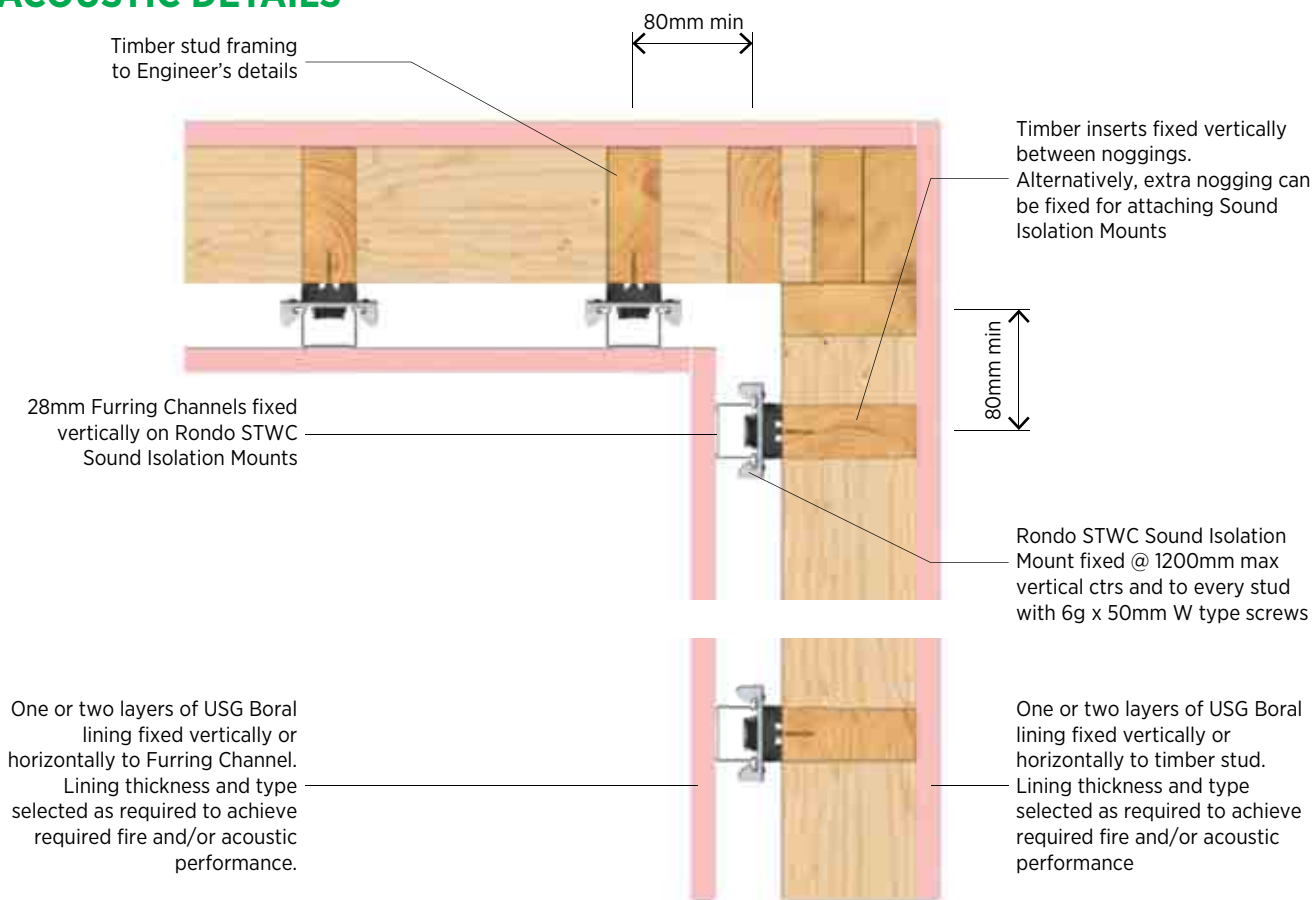 ACOUSTIC DETAILS
80mm min
Timber stud framing
to Engineer's details
Timber inserts fixed vertically
between noggings.
Alternatively, extra nogging can
be fixed for attaching Sound
Isolation Mounts
80mm min
28mm Furring Channels fixed
vertically on Rondo STWC
Sound Isolation Mounts
Rondo STWC Sound Isolation
Mount fixed @ 1200mm max
vertical ctrs and to every stud
with 6g x 50mm W type screws
One or two layers of USG Boral
lining fixed vertically or
horizontally to Furring Channel.
Lining thickness and type
selected as required to achieve
required fire and/or acoustic
performance.
One or two layers of USG Boral
lining fixed vertically or
horizontally to timber stud.
Lining thickness and type
selected as required to achieve
required fire and/or acoustic
performance